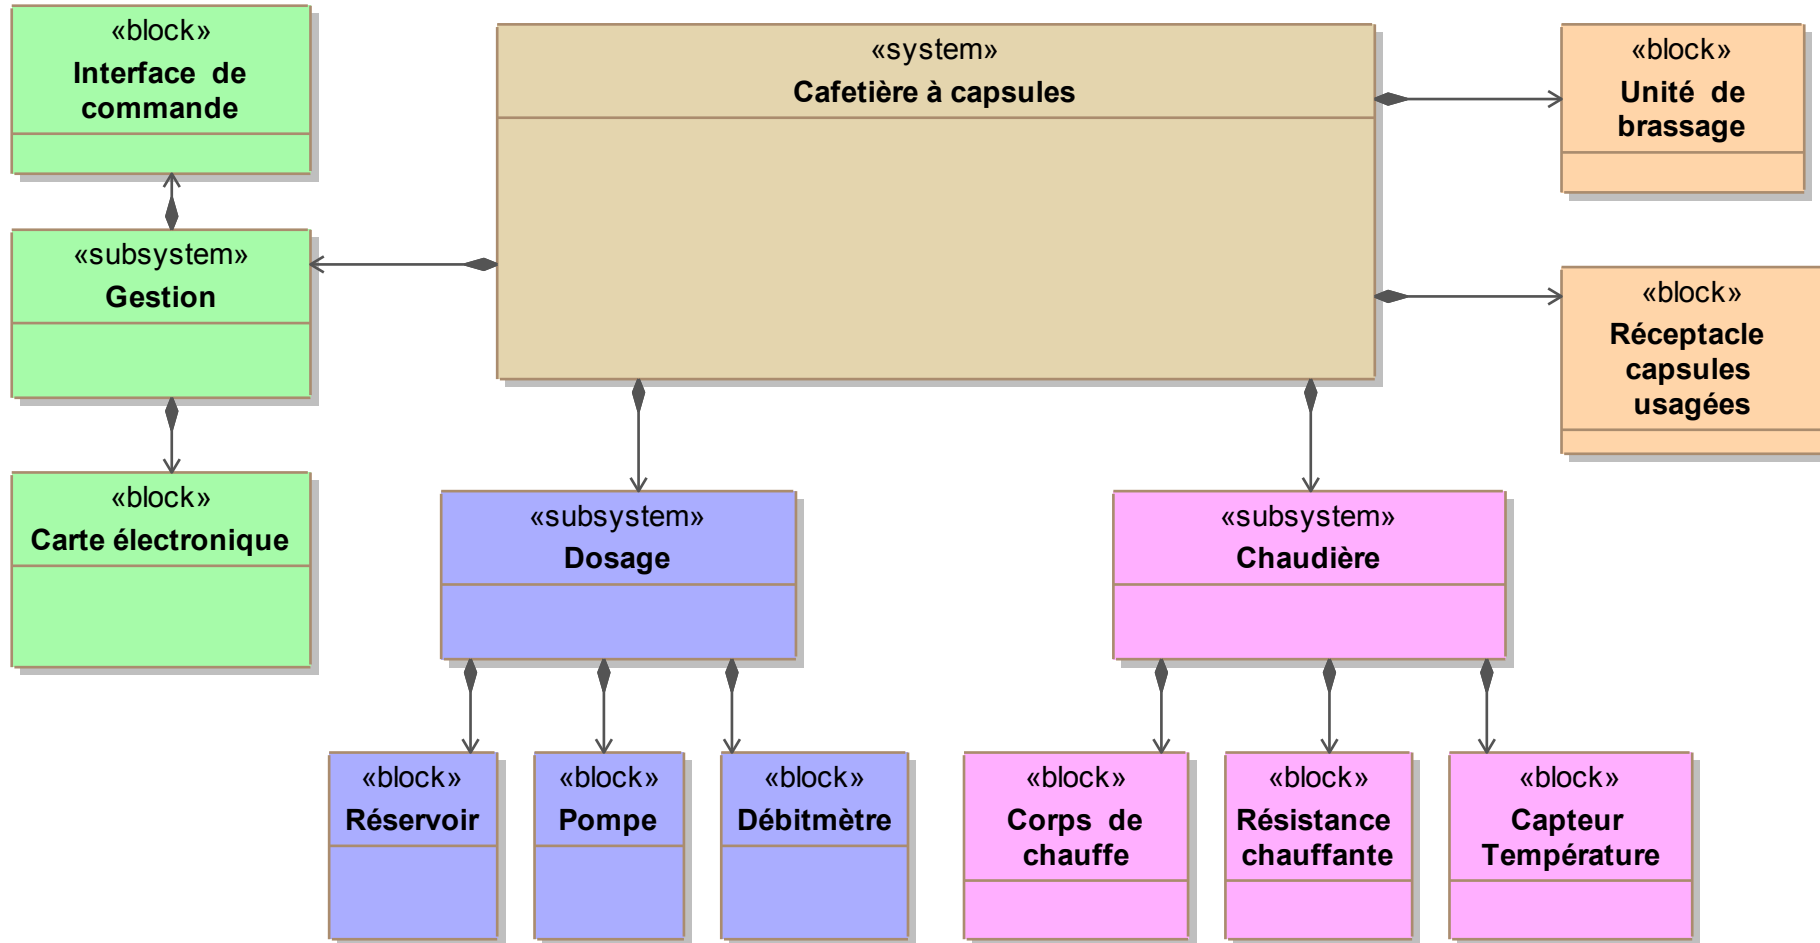 «block»
Interface de
commande
«system»
Cafetière à capsules
«block»
Unité de
brassage
«subsystem»
Gestion
«block»
Réceptacle
capsules
usagées
«block»
Carte électronique
«subsystem»
Dosage
«subsystem»
Chaudière
«block»
Réservoir
«block»
Pompe
«block»
Débitmètre
«block»
Corps de
chauffe
«block»
Résistance
chauffante
«block»
Capteur
Température